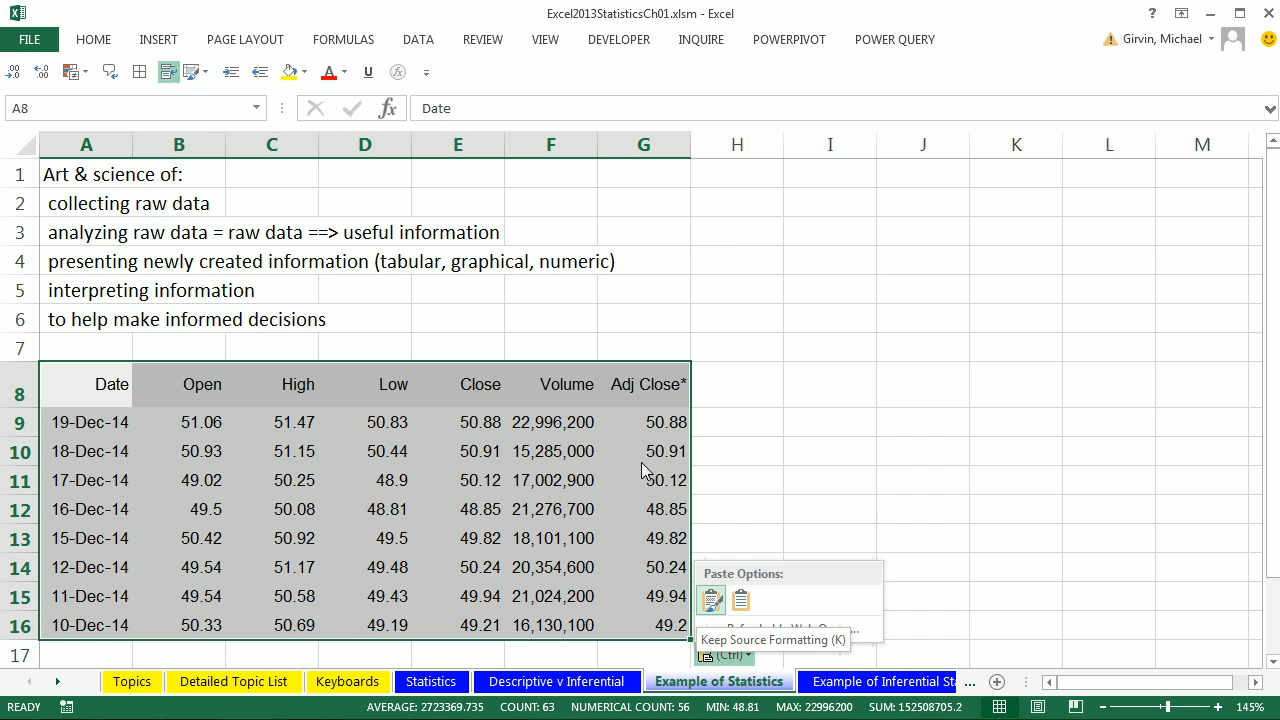 Excel2013StatisticsCh01.xlsm - Excel
FILE HOME INSERT PAGE LAYOUT FORMULAS DATA REVIEW VIEW DEVELOPER INQUIRE POWERPIVOT POWER QUERY Girvin, Michael
A8 fx Date
A B C D E F G H I J K L M
1 Art & science of:
2 collecting raw data
3 analyzing raw data = raw data ==> useful information
4 presenting newly created information (tabular, graphical, numeric)
5 interpreting information
6 to help make informed decisions
7
8 Date Open High Low Close Volume Adj Close*
9 19-Dec-14 51.06 51.47 50.83 50.88 22,996,200 50.88
10 18-Dec-14 50.93 51.15 50.44 50.91 15,285,000 50.91
11 17-Dec-14 49.02 50.25 48.9 50.12 17,002,900 50.12
12 16-Dec-14 49.5 50.08 48.81 48.85 21,276,700 48.85
13 15-Dec-14 50.42 50.92 49.5 49.82 18,101,100 49.82
14 12-Dec-14 49.54 51.17 49.48 50.24 20,354,600 50.24
15 11-Dec-14 49.54 50.58 49.43 49.94 21,024,200 49.94
16 10-Dec-14 50.33 50.69 49.19 49.21 16,130,100 49.2
17
Paste Options:
Keep Source Formatting (K)
(Ctrl)
Topics Detailed Topic List Keyboards Statistics Descriptive v Inferential Example of Statistics Example of Inferential Sta ...
READY AVERAGE: 2723369.735 COUNT: 63 NUMERICAL COUNT: 56 MIN: 48.81 MAX: 22996200 SUM: 152508705.2 145%